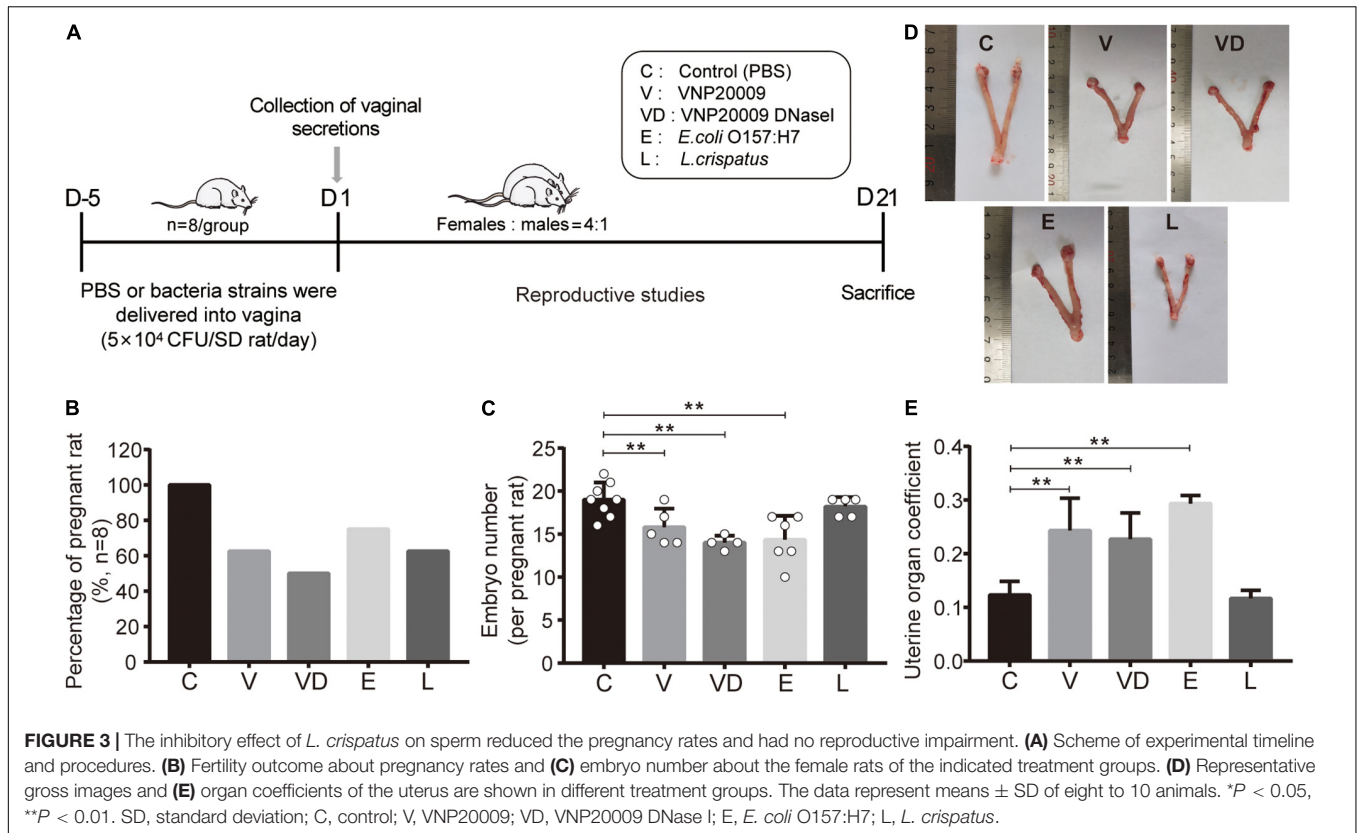 A
Collection of vaginal
secretions
C : Control (PBS)
V : VNP20009
VD : VNP20009 DNaseI
E : E.coli O157:H7
L : L.crispatus
D-5
D 1
D 21
n=8/group
Females : males = 4:1
PBS or bacteria strains were
delivered into vagina
(5×10⁴ CFU/SD rat/day)
Reproductive studies
Sacrifice
D
C
V
VD
E
L
B
Percentage of pregnant rat
(%, n=8)
120
100
80
60
40
20
0
C V VD E L
C
Embryo number
(per pregnant rat)
25
20
15
10
5
0
**
**
**
C V VD E L
E
Uterine organ coefficient
0.4
0.3
0.2
0.1
0.0
**
**
**
C V VD E L
FIGURE 3 | The inhibitory effect of L. crispatus on sperm reduced the pregnancy rates and had no reproductive impairment. (A) Scheme of experimental timeline
and procedures. (B) Fertility outcome about pregnancy rates and (C) embryo number about the female rats of the indicated treatment groups. (D) Representative
gross images and (E) organ coefficients of the uterus are shown in different treatment groups. The data represent means ± SD of eight to 10 animals. *P < 0.05,
**P < 0.01. SD, standard deviation; C, control; V, VNP20009; VD, VNP20009 DNase I; E, E. coli O157:H7; L, L. crispatus.